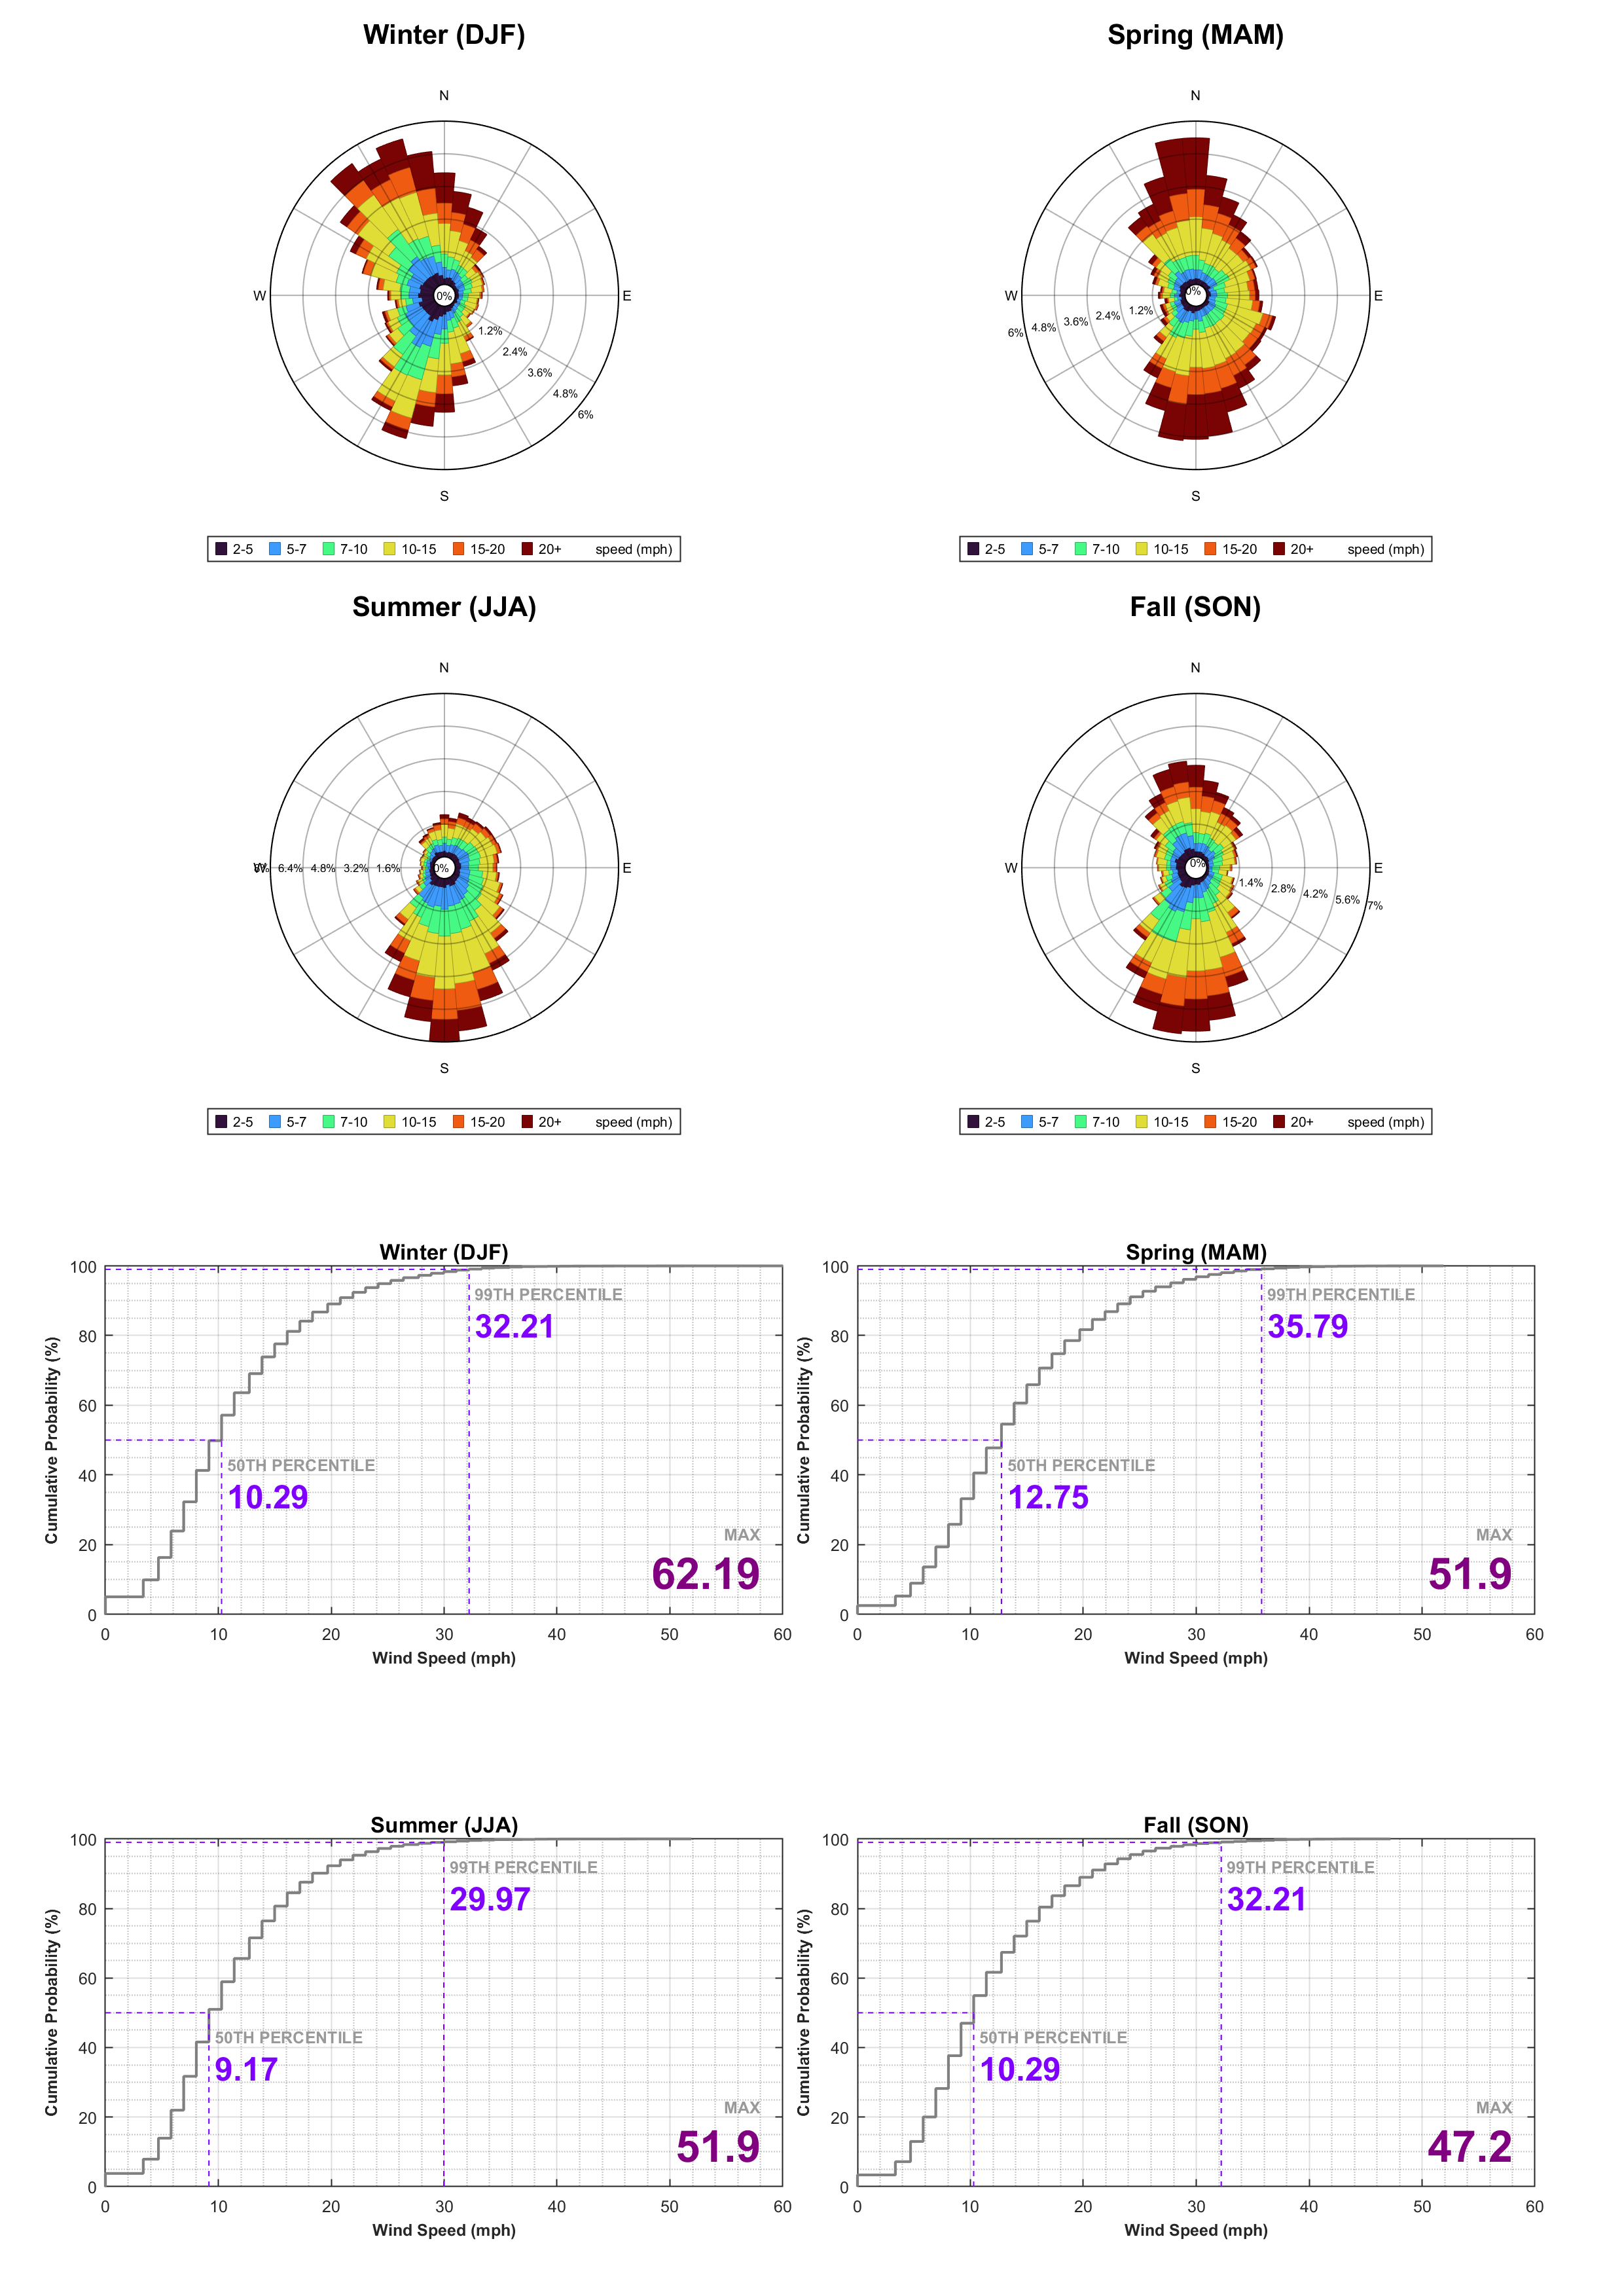 Winter (DJF)
N
W
E
S
0%
1.2%
2.4%
3.6%
4.8%
6%
2-5 5-7 7-10 10-15 15-20 20+ speed (mph)
Spring (MAM)
N
W
E
S
0%
1.2%
2.4%
3.6%
4.8%
6%
2-5 5-7 7-10 10-15 15-20 20+ speed (mph)
Summer (JJA)
N
W
E
S
6.4% 4.8% 3.2% 1.6% 0%
2-5 5-7 7-10 10-15 15-20 20+ speed (mph)
Fall (SON)
N
W
E
S
0%
1.4%
2.8%
4.2%
5.6%
7%
2-5 5-7 7-10 10-15 15-20 20+ speed (mph)
Winter (DJF)
Cumulative Probability (%)
100
80
60
40
20
0
99TH PERCENTILE
32.21
50TH PERCENTILE
10.29
MAX
62.19
0 10 20 30 40 50 60
Wind Speed (mph)
Spring (MAM)
Cumulative Probability (%)
100
80
60
40
20
0
99TH PERCENTILE
35.79
50TH PERCENTILE
12.75
MAX
51.9
0 10 20 30 40 50 60
Wind Speed (mph)
Summer (JJA)
Cumulative Probability (%)
100
80
60
40
20
0
99TH PERCENTILE
29.97
50TH PERCENTILE
9.17
MAX
51.9
0 10 20 30 40 50 60
Wind Speed (mph)
Fall (SON)
Cumulative Probability (%)
100
80
60
40
20
0
99TH PERCENTILE
32.21
50TH PERCENTILE
10.29
MAX
47.2
0 10 20 30 40 50 60
Wind Speed (mph)